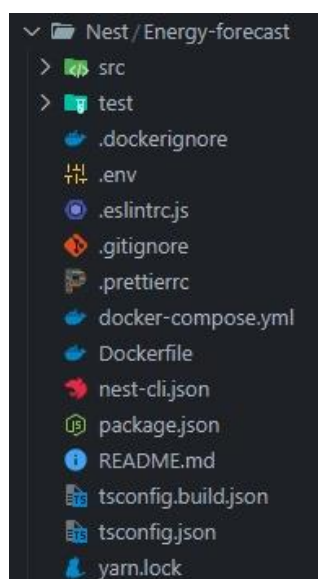 Nest/Energy-forecast
src
test
.dockerignore
.env
.eslintrc.js
.gitignore
.prettierrc
docker-compose.yml
Dockerfile
nest-cli.json
package.json
README.md
tsconfig.build.json
tsconfig.json
yarn.lock